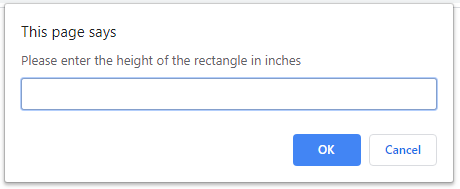 This page says
Please enter the height of the rectangle in inches
OK
Cancel